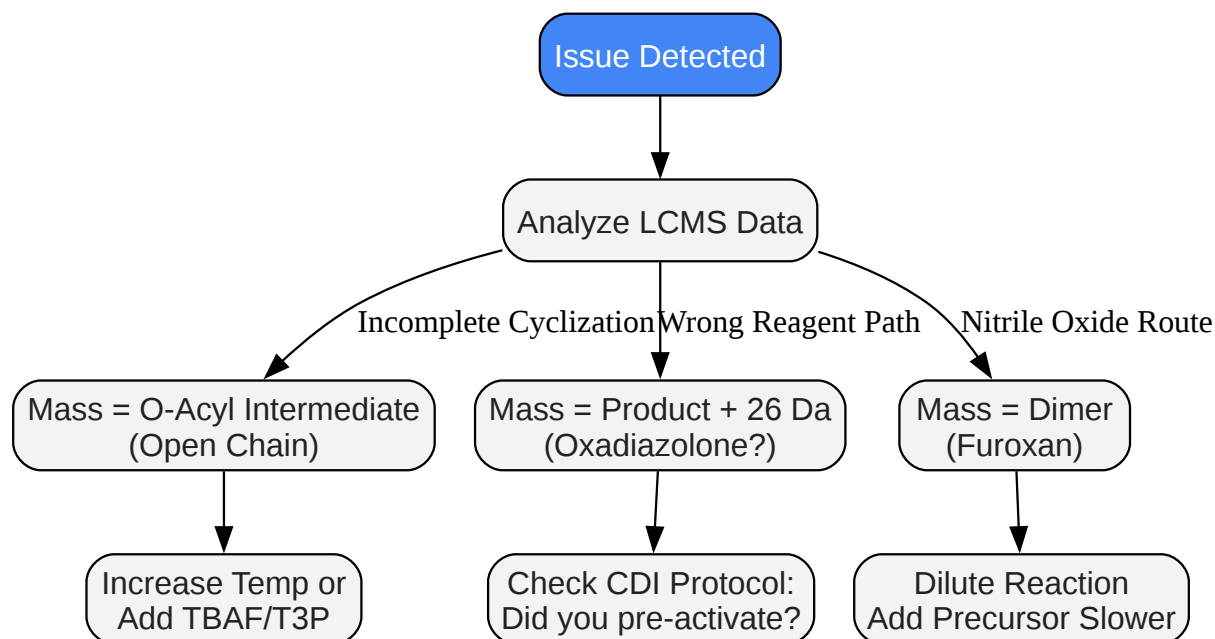 Issue Detected
Analyze LCMS Data
Incomplete Cyclization
Wrong Reagent Path
Nitrile Oxide Route
Mass = O-Acyl Intermediate
(Open Chain)
Mass = Product + 26 Da
(Oxadiazolone?)
Mass = Dimer
(Furoxan)
Increase Temp or
Add TBAF/T3P
Check CDI Protocol:
Did you pre-activate?
Dilute Reaction
Add Precursor Slower